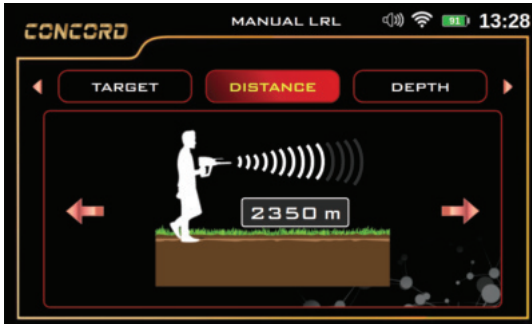 CONCORD
MANUAL LRL
91
13:28
TARGET
DISTANCE
DEPTH
2350 m